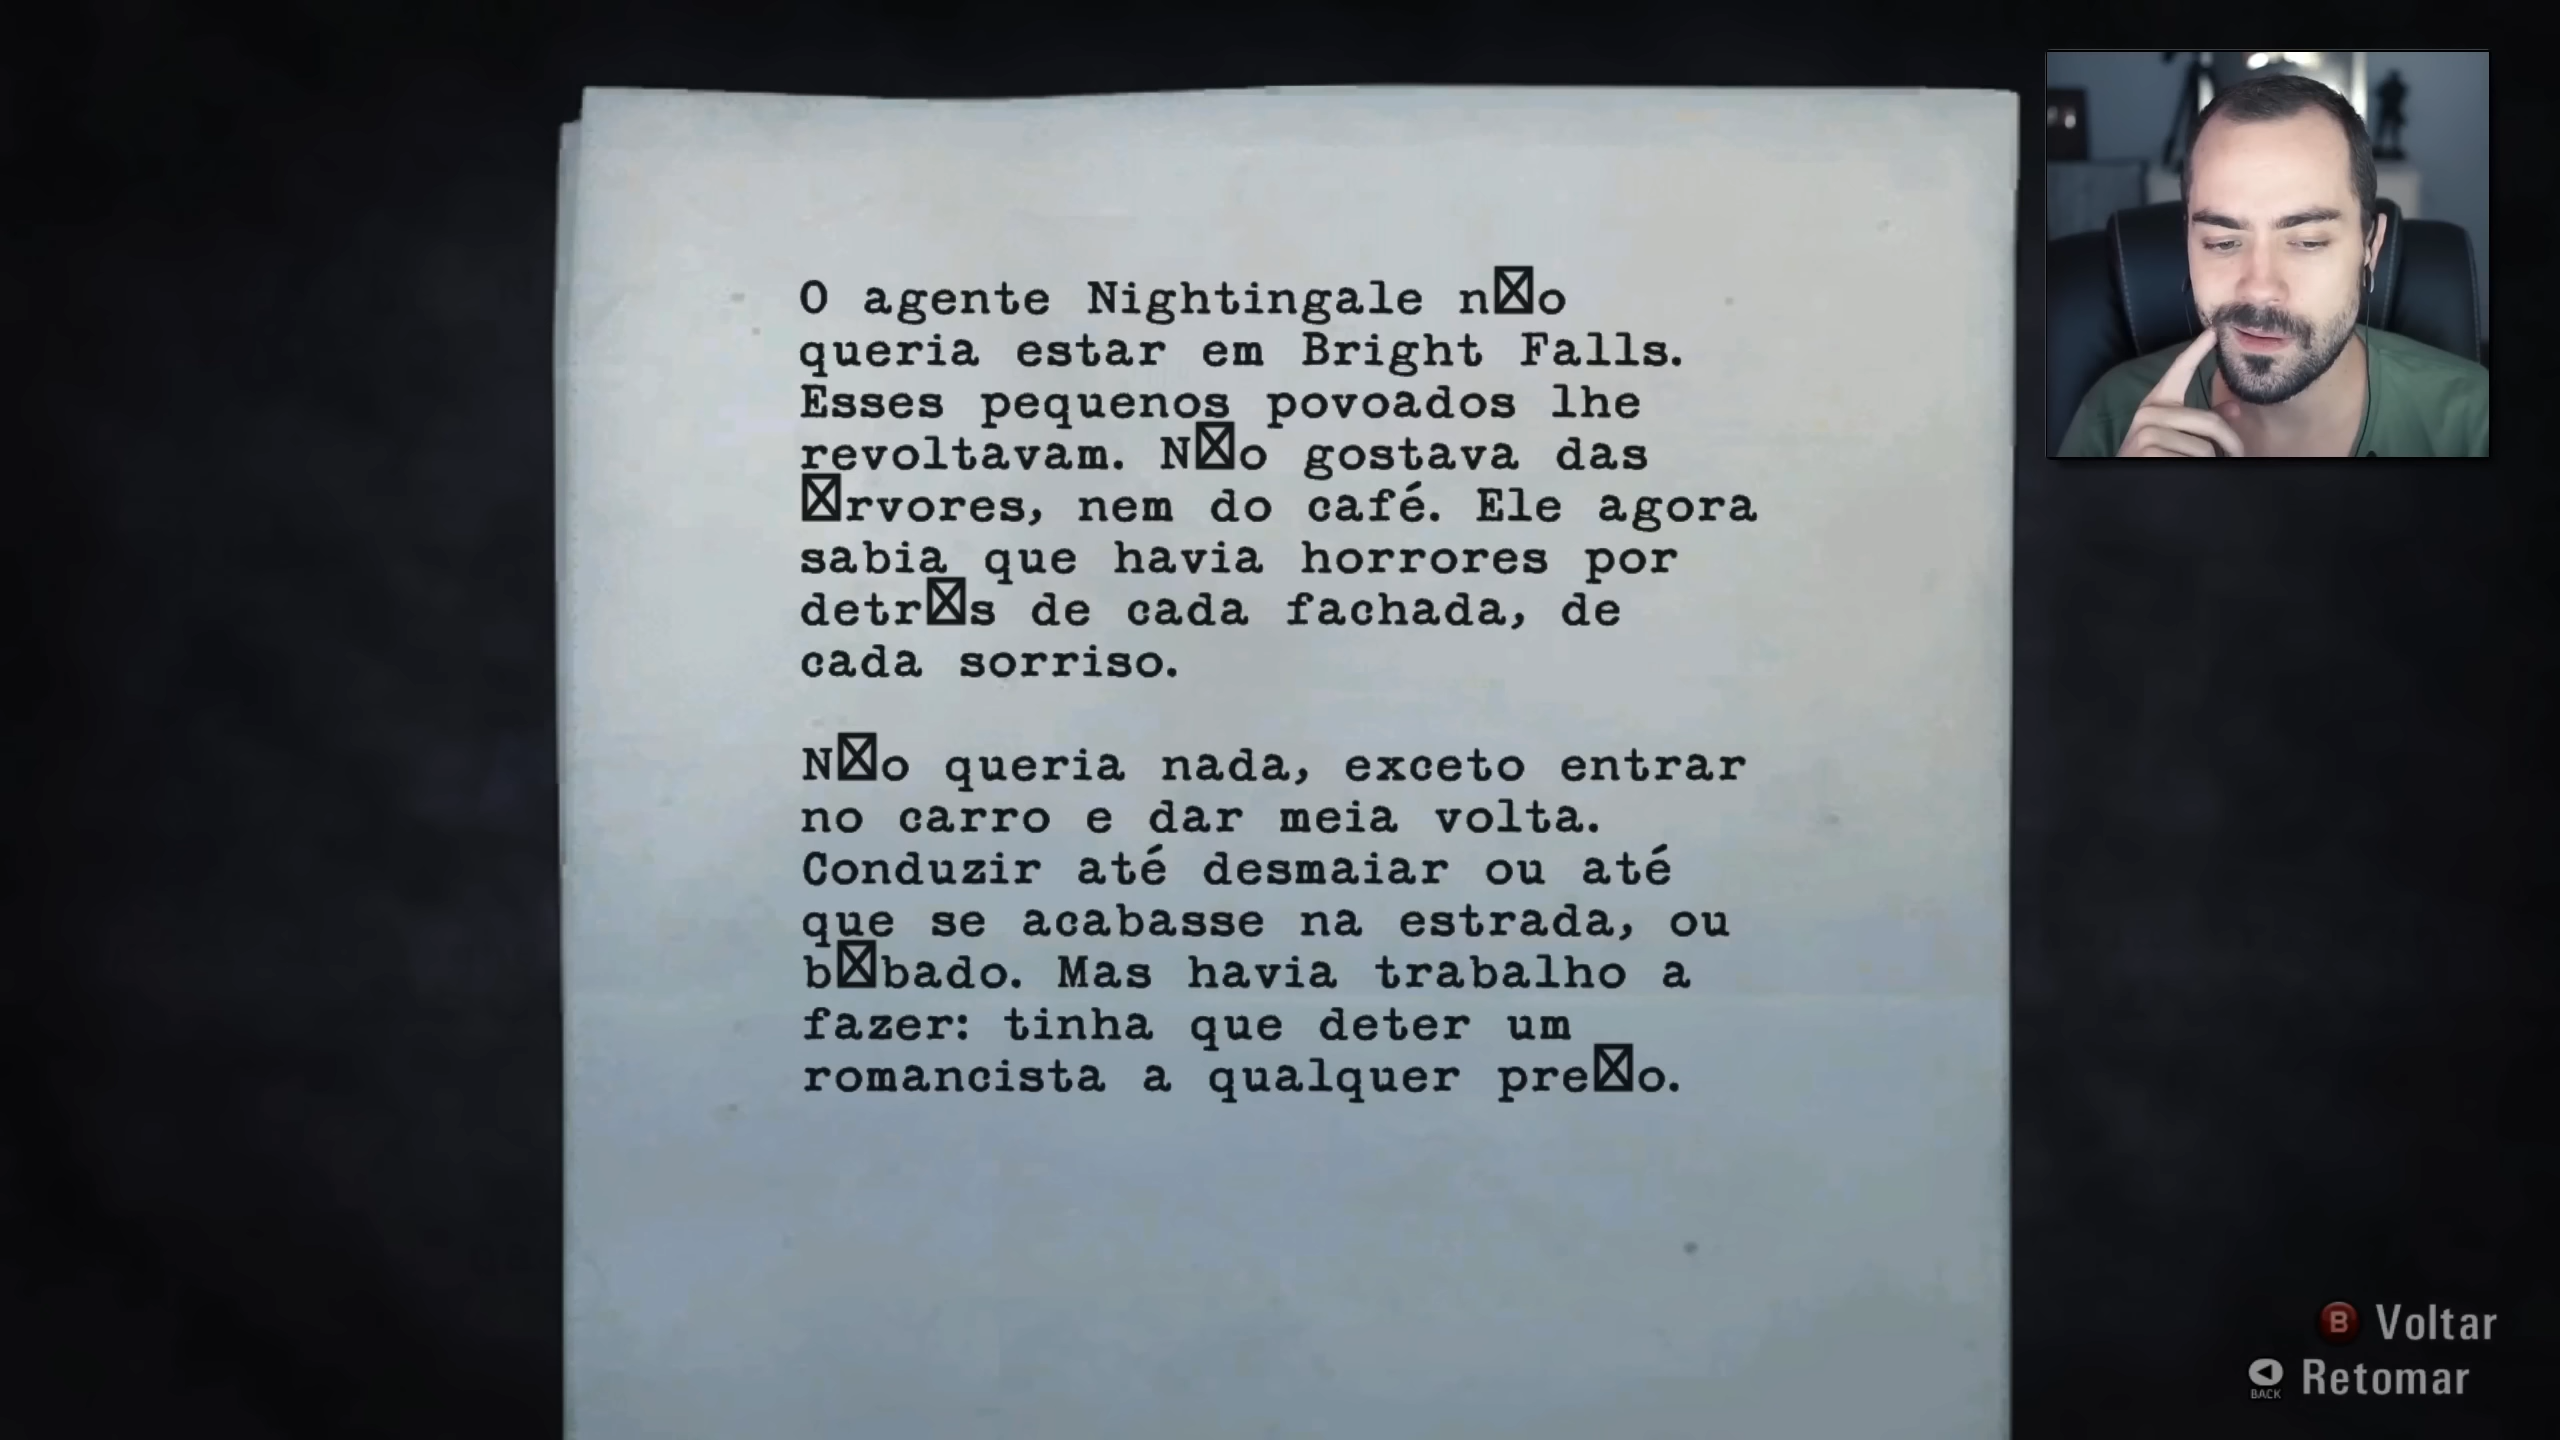 O agente Nightingale n☒o
queria estar em Bright Falls.
Esses pequenos povoados lhe
revoltavam. N☒o gostava das
☒rvores, nem do café. Ele agora
sabia que havia horrores por
detr☒s de cada fachada, de
cada sorriso.
N☒o queria nada, exceto entrar
no carro e dar meia volta.
Conduzir até desmaiar ou até
que se acabasse na estrada, ou
b☒bado. Mas havia trabalho a
fazer: tinha que deter um
romancista a qualquer pre☒o.
B Voltar
BACK Retomar